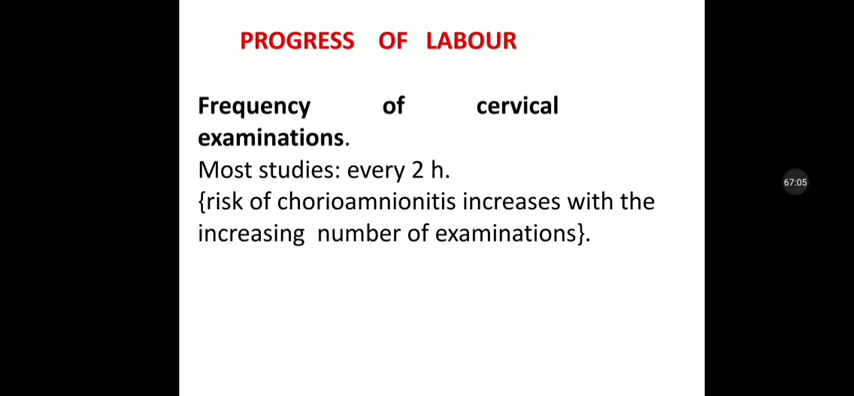 PROGRESS OF LABOUR
Frequency of cervical
examinations.
Most studies: every 2 h.
{risk of chorioamnionitis increases with the
increasing number of examinations}.
67:05